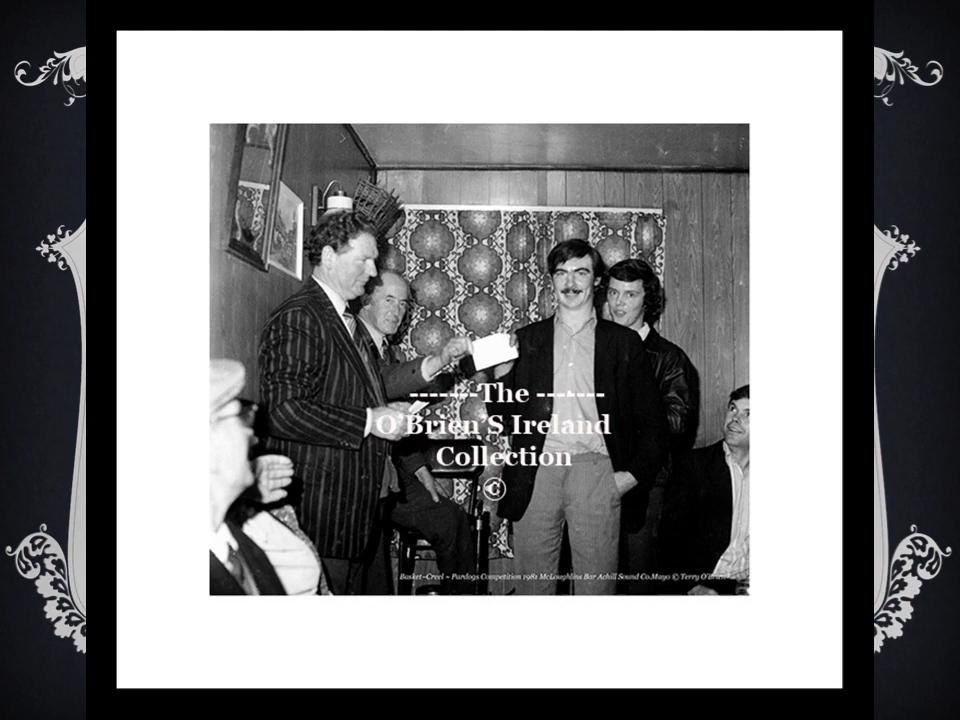 -------The -------
O'Brien'S Ireland
Collection
©
Basket~Creel ~ Pardogs Competition 1981 McLoughlins Bar Achill Sound Co.Mayo © Terry O'Brien